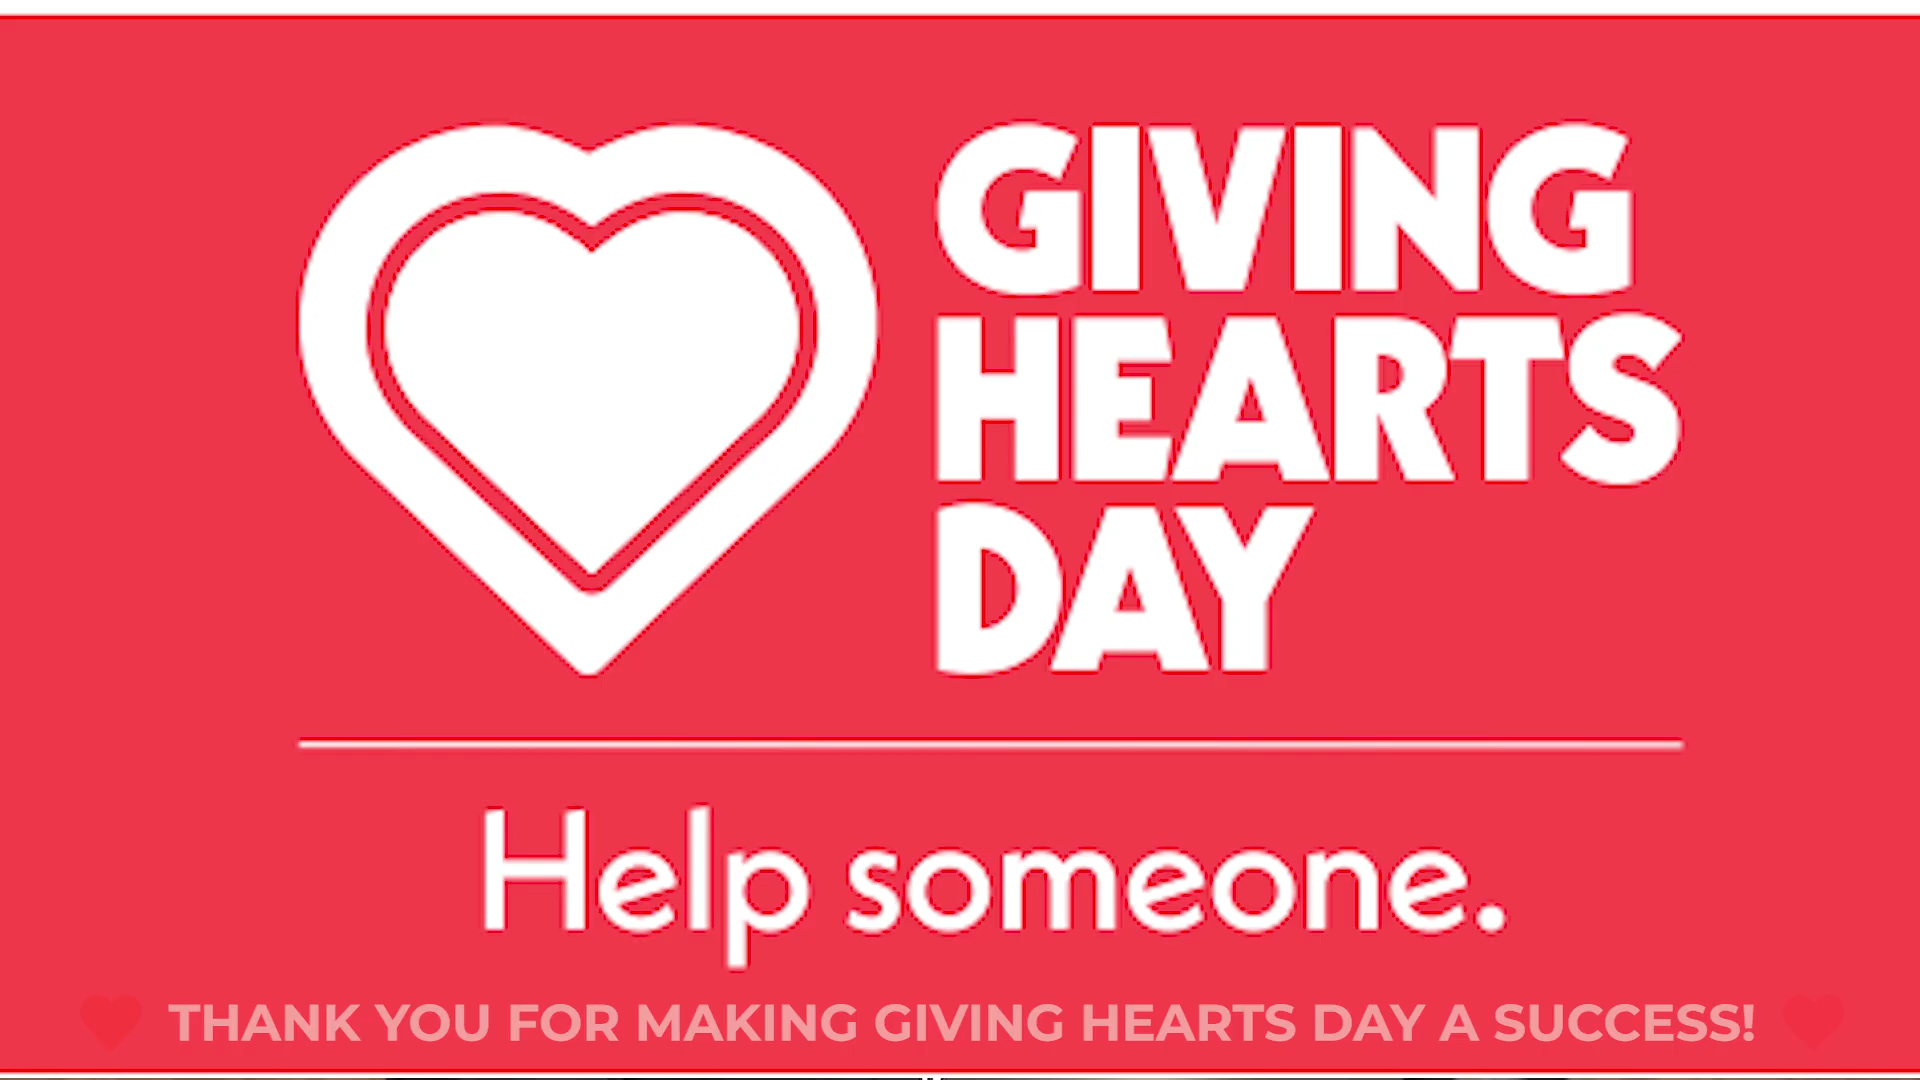 GIVING
HEARTS
DAY
Help someone.
THANK YOU FOR MAKING GIVING HEARTS DAY A SUCCESS!